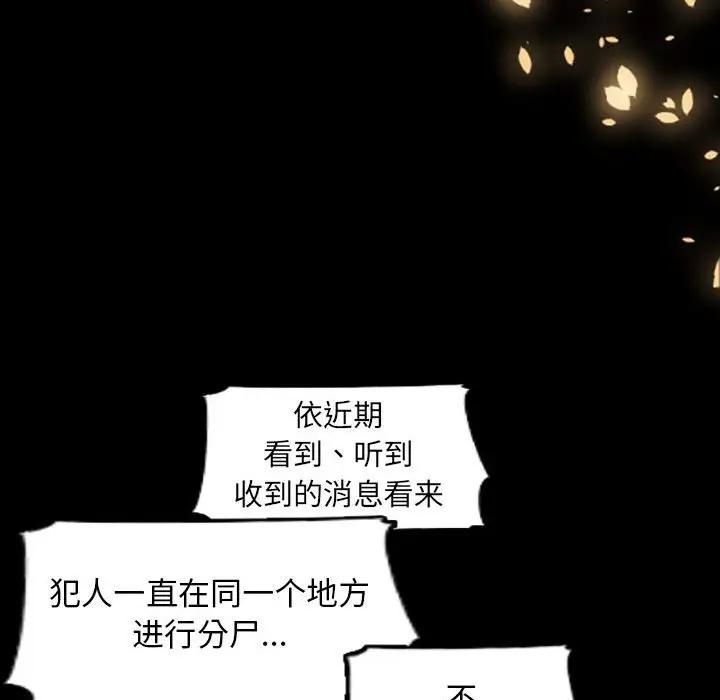 依近期
看到、听到
收到的消息看来
犯人一直在同一个地方
进行分尸...
不